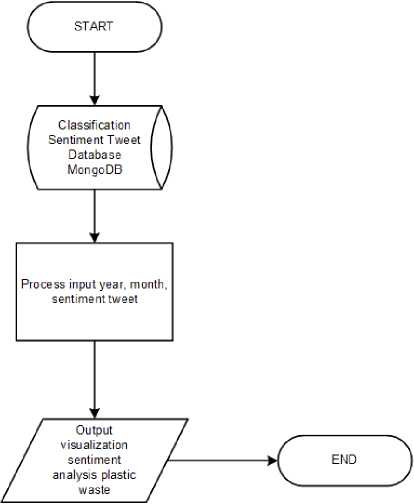 START
Classification
Sentiment Tweet
Database
MongoDB
Process input year, month,
sentiment tweet
Output
visualization
sentiment
analysis plastic
waste
END